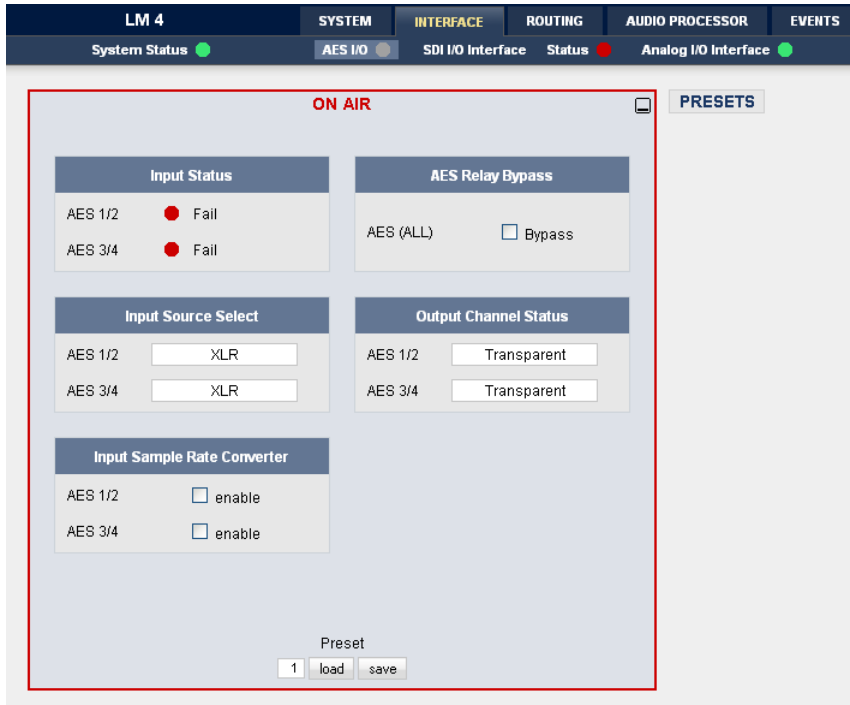 LM 4 SYSTEM INTERFACE ROUTING AUDIO PROCESSOR EVENTS
System Status AES I/O SDI I/O Interface Status Analog I/O Interface
ON AIR
PRESETS
Input Status
AES 1/2 Fail
AES 3/4 Fail
AES Relay Bypass
AES (ALL) Bypass
Input Source Select
AES 1/2 XLR
AES 3/4 XLR
Output Channel Status
AES 1/2 Transparent
AES 3/4 Transparent
Input Sample Rate Converter
AES 1/2 enable
AES 3/4 enable
Preset
1 load save